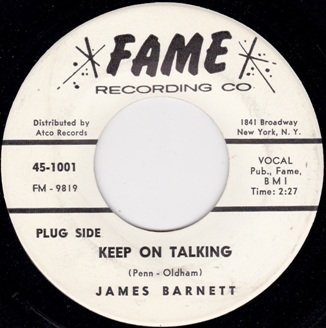 FAME
RECORDING CO
Distributed by
Atco Records
1841 Broadway
New York, N. Y.
45-1001
FM - 9819
VOCAL
Pub., Fame,
B M I
Time: 2:27
PLUG SIDE
KEEP ON TALKING
(Penn - Oldham)
JAMES BARNETT